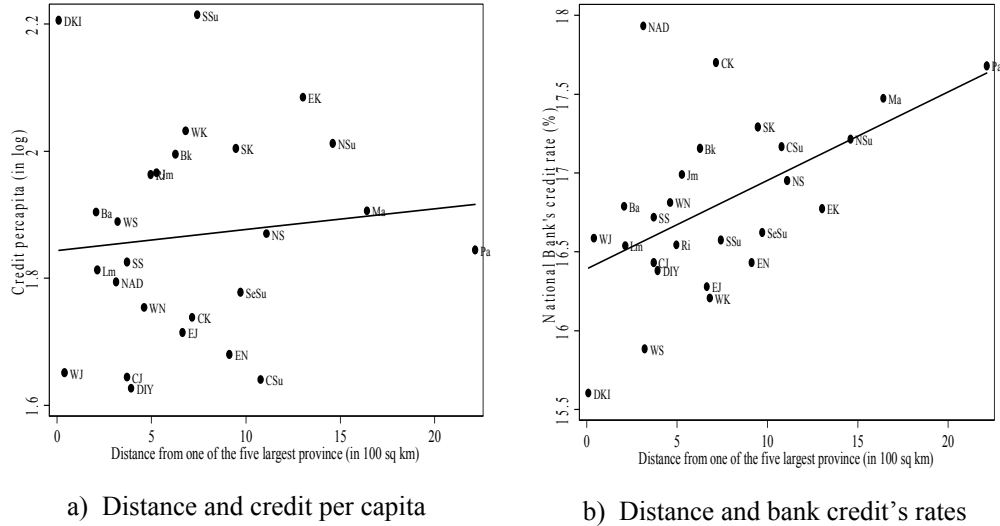 Credit percapita (in log)
2.2
2
1.8
1.6
DKI
SSu
EK
WK
NSu
SK
Bk
Jm
Ba
WS
Ma
NS
Pa
SS
Lm
NAD
SeSu
WN
CK
EJ
EN
WJ
CJ
DIY
CSu
0 5 10 15 20
Distance from one of the five largest province (in 100 sq km)
a) Distance and credit per capita
National Bank's credit rate (%)
18
17.5
17
16.5
16
15.5
NAD
CK
Pa
Ma
SK
NSu
Bk
CSu
Jm
NS
Ba
WN
EK
SS
SeSu
WJ
SSu
Lm
Ri
CJ
EN
DIY
EJ
WK
WS
DKI
0 5 10 15 20
Distance from one of the five largest province (in 100 sq km)
b) Distance and bank credit's rates